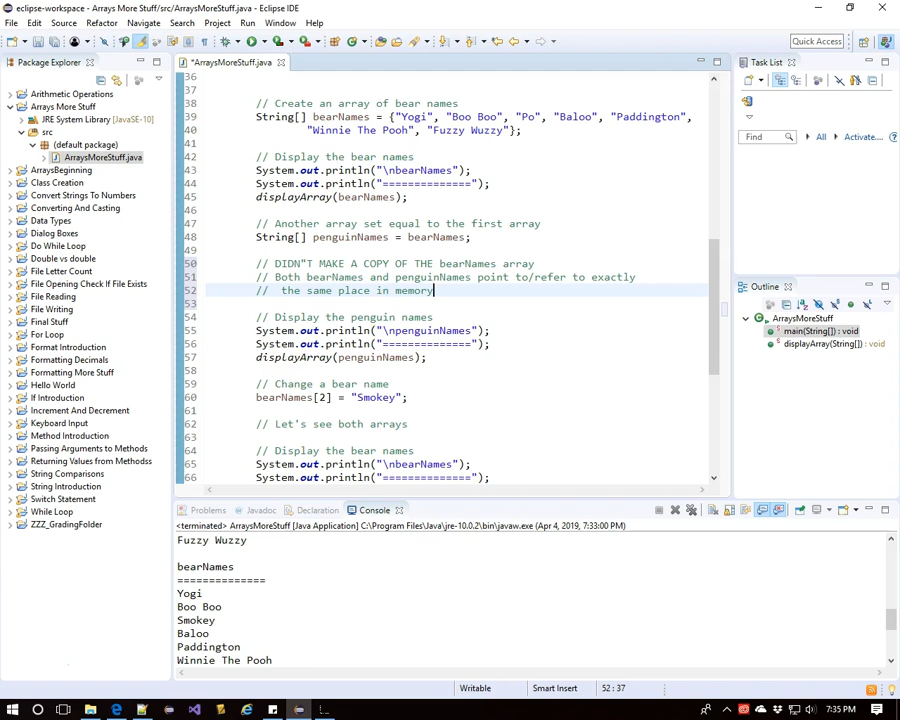 eclipse-workspace - Arrays More Stuff/src/ArraysMoreStuff.java - Eclipse IDE
File Edit Source Refactor Navigate Search Project Run Window Help
Quick Access
Package Explorer
*ArraysMoreStuff.java
Task List
Arithmetic Operations
Arrays More Stuff
JRE System Library [JavaSE-10]
src
(default package)
ArraysMoreStuff.java
ArraysBeginning
Class Creation
Convert Strings To Numbers
Converting And Casting
Data Types
Dialog Boxes
Do While Loop
Double vs double
File Letter Count
File Opening Check If File Exists
File Reading
File Writing
Final Stuff
For Loop
Format Introduction
Formatting Decimals
Formatting More Stuff
Hello World
If Introduction
Increment And Decrement
Keyboard Input
Method Introduction
Passing Arguments to Methods
Returning Values from Methodss
String Comparisons
String Introduction
Switch Statement
While Loop
ZZZ_GradingFolder
36
37
38 // Create an array of bear names
39 String[] bearNames = {"Yogi", "Boo Boo", "Po", "Baloo", "Paddington",
40 "Winnie The Pooh", "Fuzzy Wuzzy"};
41
42 // Display the bear names
43 System.out.println("\nbearNames");
44 System.out.println("==============");
45 displayArray(bearNames);
46
47 // Another array set equal to the first array
48 String[] penguinNames = bearNames;
49
50 // DIDN"T MAKE A COPY OF THE bearNames array
51 // Both bearNames and penguinNames point to/refer to exactly
52 //  the same place in memory
53
54 // Display the penguin names
55 System.out.println("\npenguinNames");
56 System.out.println("==============");
57 displayArray(penguinNames);
58
59 // Change a bear name
60 bearNames[2] = "Smokey";
61
62 // Let's see both arrays
63
64 // Display the bear names
65 System.out.println("\nbearNames");
66 System.out.println("==============");
Find All Activate...
Outline
ArraysMoreStuff
main(String[]) : void
displayArray(String[]) : void
Problems Javadoc Declaration Console
<terminated> ArraysMoreStuff [Java Application] C:\Program Files\Java\jre-10.0.2\bin\javaw.exe (Apr 4, 2019, 7:33:00 PM)
Fuzzy Wuzzy
bearNames
==============
Yogi
Boo Boo
Smokey
Baloo
Paddington
Winnie The Pooh
Writable Smart Insert 52 : 37
7:35 PM